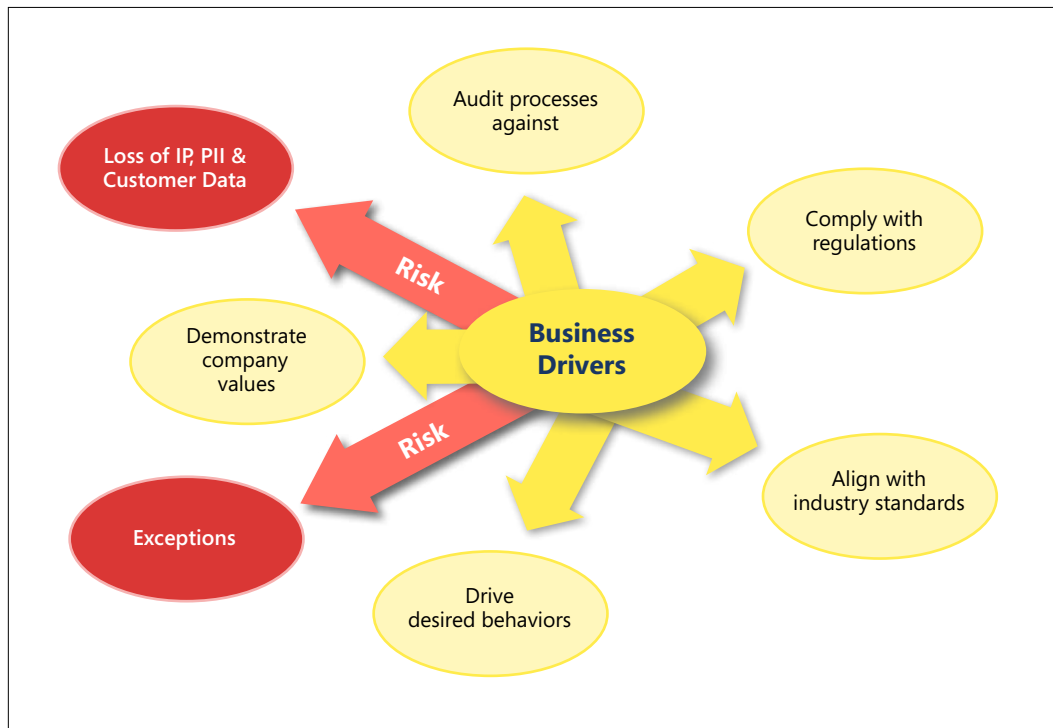 Audit processes
against
Loss of IP, PII &
Customer Data
Comply with
regulations
Risk
Demonstrate
company
values
Business
Drivers
Risk
Align with
industry standards
Exceptions
Drive
desired behaviors